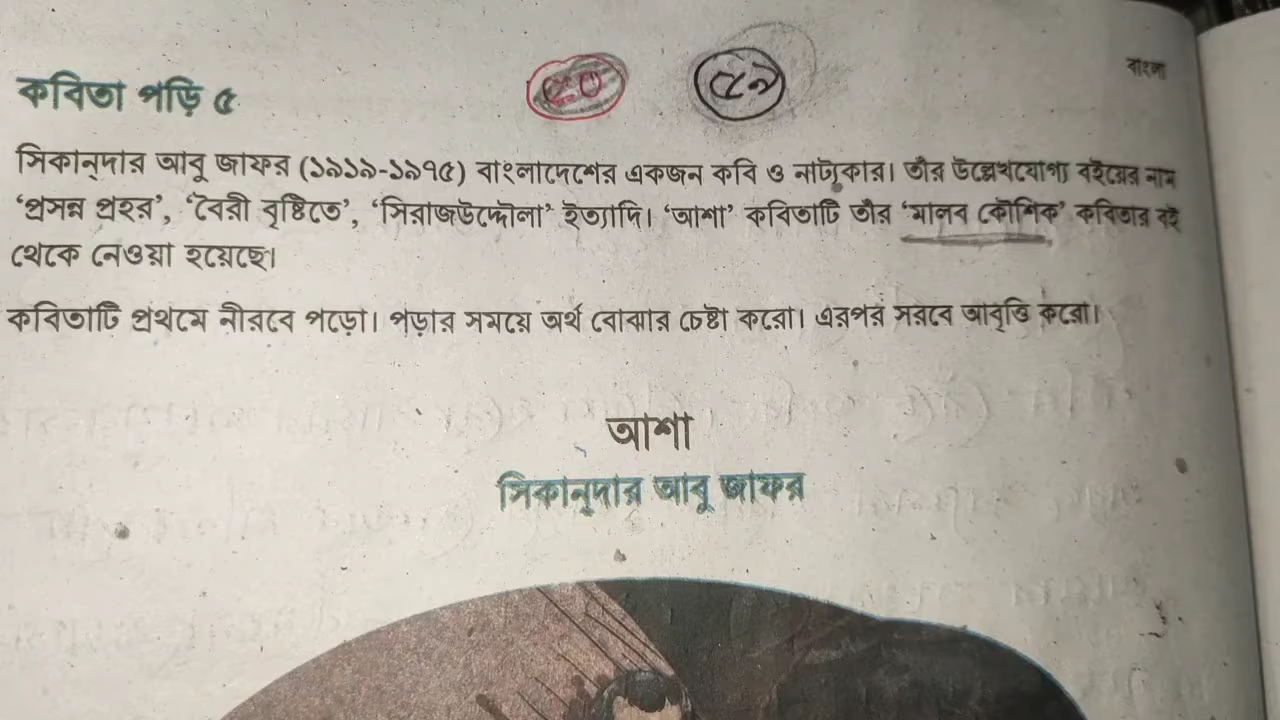 বাংলা
কবিতা পড়ি ৫
সিকান্‌দার আবু জাফর (১৯১৯-১৯৭৫) বাংলাদেশের একজন কবি ও নাট্যকার। তাঁর উল্লেখযোগ্য বইয়ের নাম
‘প্রসন্ন প্রহর’, ‘বৈরী বৃষ্টিতে’, ‘সিরাজউদ্দৌলা’ ইত্যাদি। ‘আশা’ কবিতাটি তাঁর ‘মালব কৌশিক’ কবিতার বই
থেকে নেওয়া হয়েছে।
কবিতাটি প্রথমে নীরবে পড়ো। পড়ার সময়ে অর্থ বোঝার চেষ্টা করো। এরপর সরবে আবৃত্তি করো।
আশা
সিকান্‌দার আবু জাফর